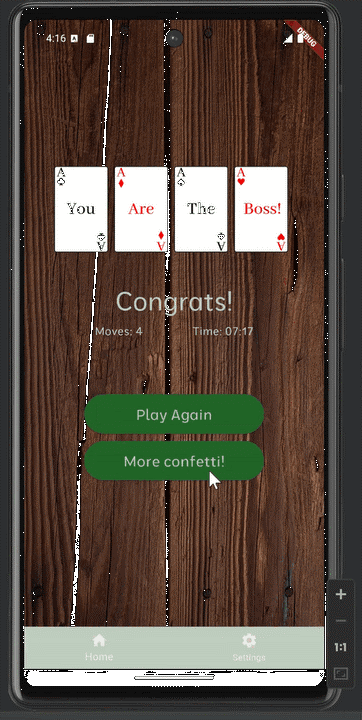 4:16
DEBUG
A A A A
You Are The Boss!
A A A A
Congrats!
Moves: 4 Time: 07:17
Play Again
More confetti!
Home Settings
1:1